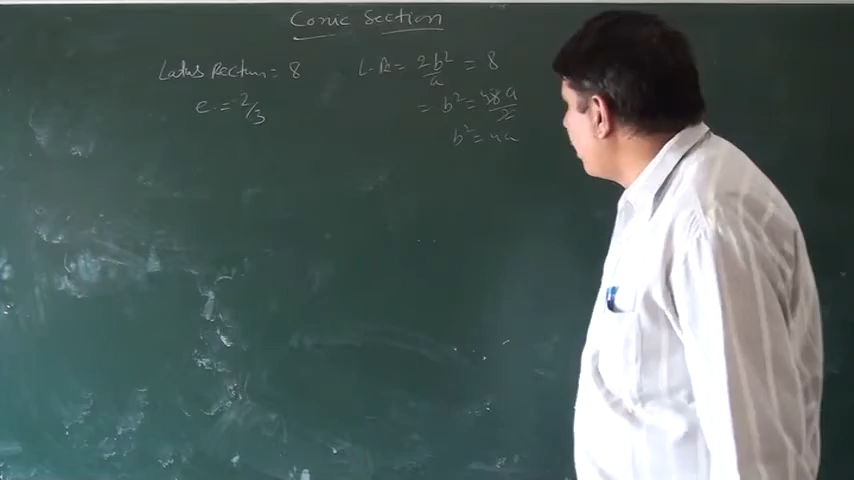 Conic Section
Latus Rectum = 8
e = 2/3
L.R = 2b²/a = 8
= b² = 8a/2
b² = 4a